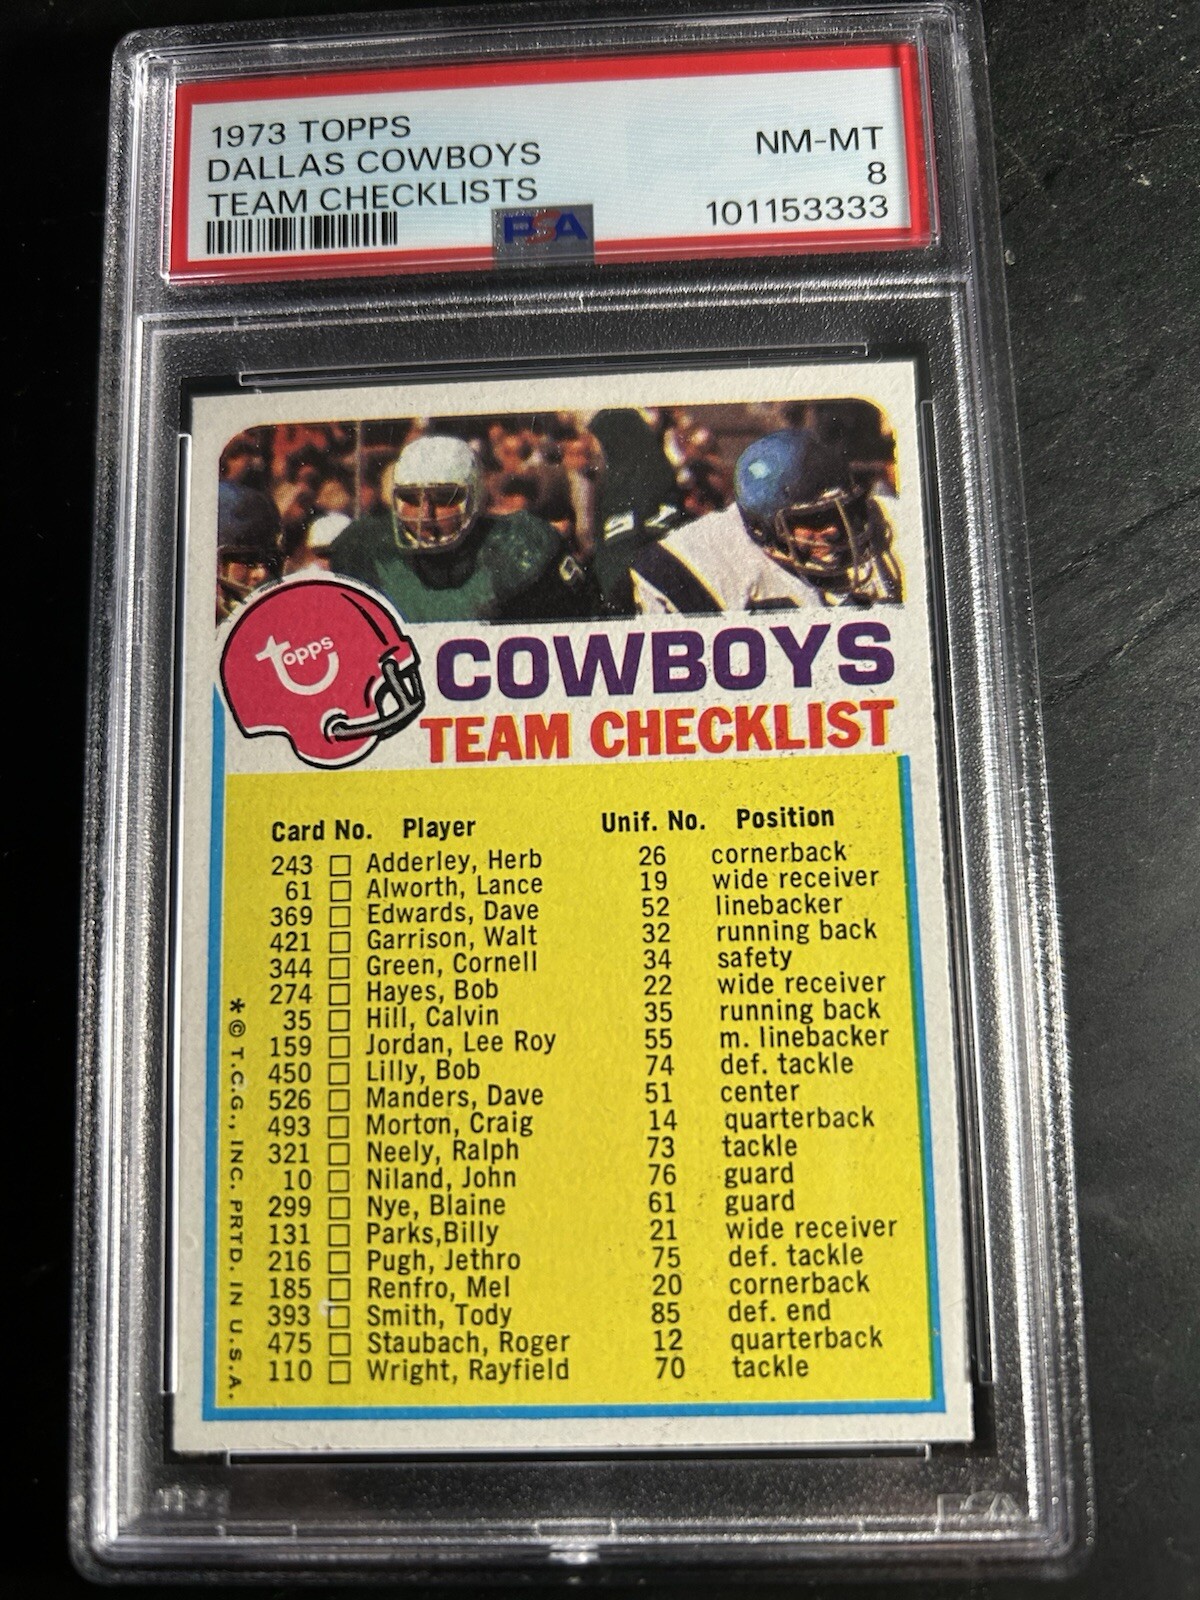 1973 TOPPS
DALLAS COWBOYS
TEAM CHECKLISTS
NM-MT
8
101153333
PSA
topps
COWBOYS
TEAM CHECKLIST
Card No. Player Unif. No. Position
243 Adderley, Herb 26 cornerback
61 Alworth, Lance 19 wide receiver
369 Edwards, Dave 52 linebacker
421 Garrison, Walt 32 running back
344 Green, Cornell 34 safety
274 Hayes, Bob 22 wide receiver
35 Hill, Calvin 35 running back
159 Jordan, Lee Roy 55 m. linebacker
450 Lilly, Bob 74 def. tackle
526 Manders, Dave 51 center
493 Morton, Craig 14 quarterback
321 Neely, Ralph 73 tackle
10 Niland, John 76 guard
299 Nye, Blaine 61 guard
131 Parks,Billy 21 wide receiver
216 Pugh, Jethro 75 def. tackle
185 Renfro, Mel 20 cornerback
393 Smith, Tody 85 def. end
475 Staubach, Roger 12 quarterback
110 Wright, Rayfield 70 tackle
* © T.C.G., INC. PRTD. IN U.S.A.
PSA